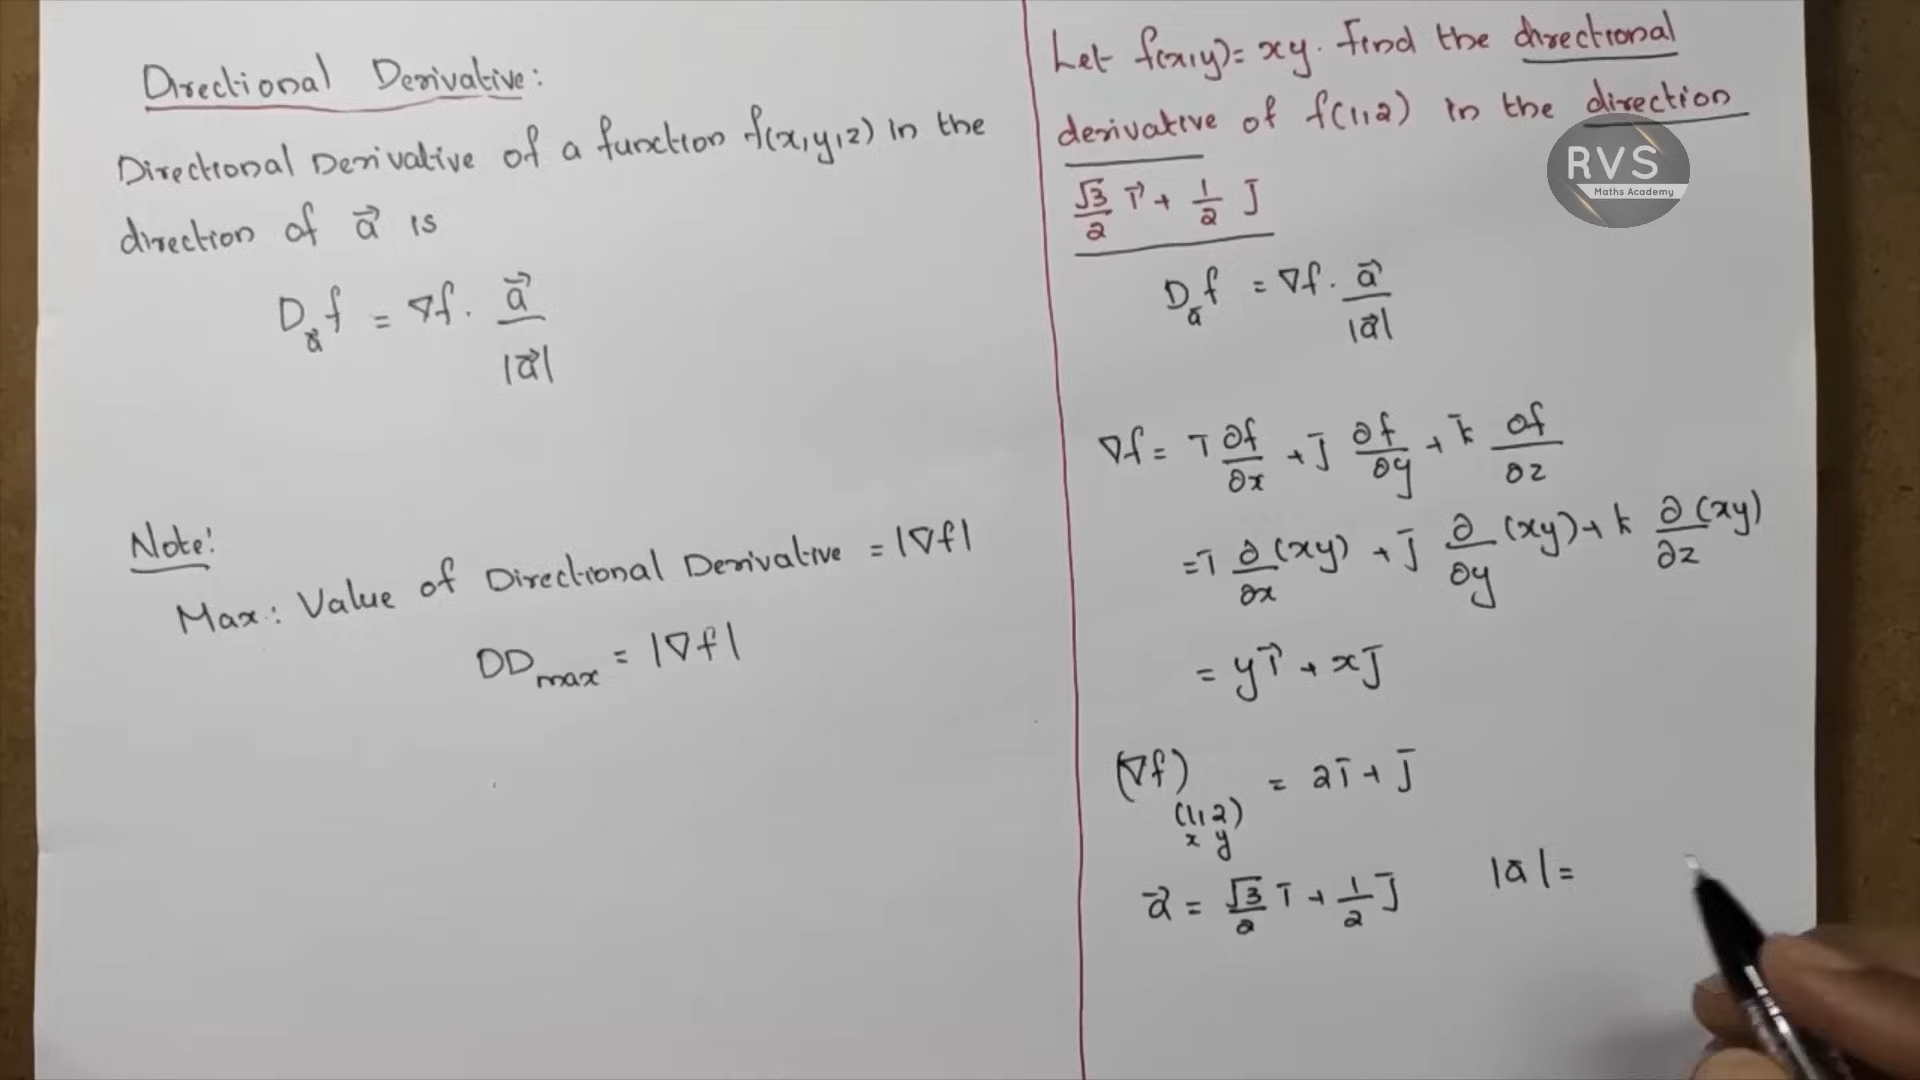 Directional Derivative:
Directional Derivative of a function f(x,y,z) in the
direction of a⃗ is
D_a⃗ f = ∇f · a⃗/|a⃗|
Note:
Max: Value of Directional Derivative = |∇f|
DD_max = |∇f|
Let f(x,y) = xy. Find the directional
derivative of f(1,2) in the direction
√3/2 i⃗ + 1/2 j̄
RVS
Maths Academy
D_ā f = ∇f · a⃗/|a⃗|
∇f = ī ∂f/∂x + j̄ ∂f/∂y + k̄ ∂f/∂z
= ī ∂/∂x (xy) + j̄ ∂/∂y (xy) + k ∂/∂z (xy)
= y i⃗ + x j̄
(∇f)(1,2) = 2ī + j̄
x y
a⃗ = √3/2 ī + 1/2 j̄
|ā| =